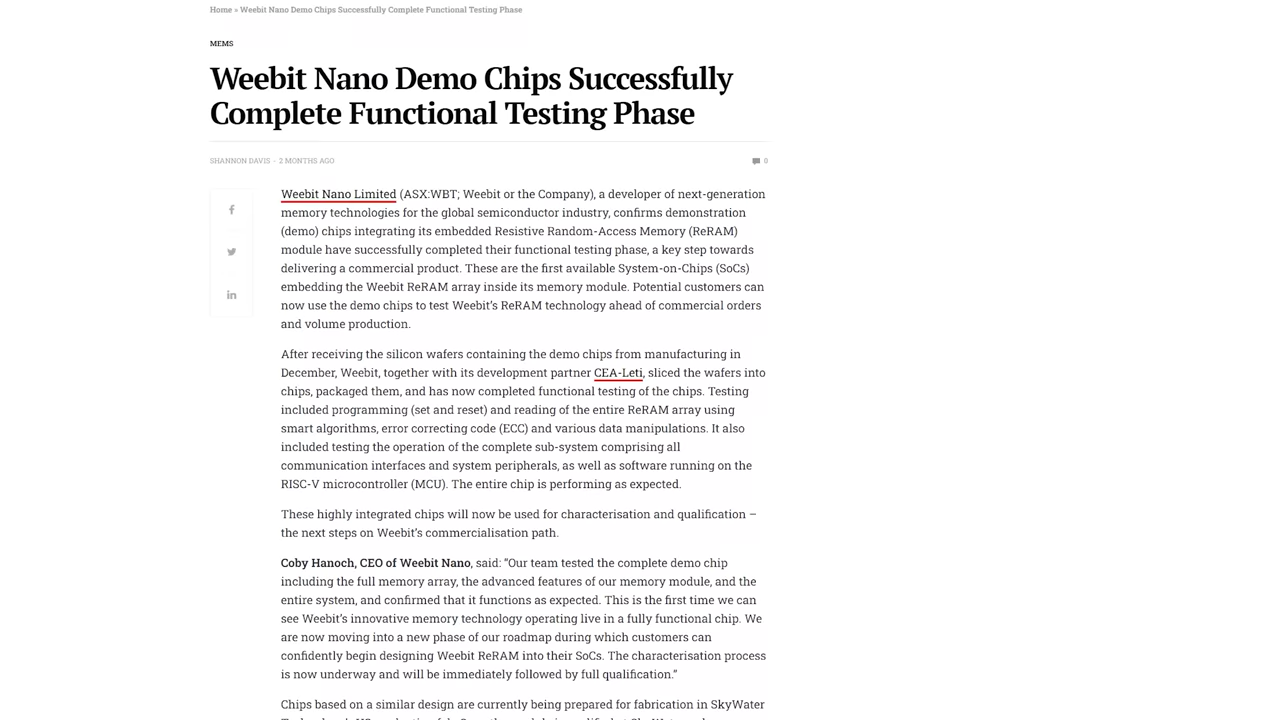 Home » Weebit Nano Demo Chips Successfully Complete Functional Testing Phase
MEMS
Weebit Nano Demo Chips Successfully
Complete Functional Testing Phase
SHANNON DAVIS - 2 MONTHS AGO
0
Weebit Nano Limited (ASX:WBT; Weebit or the Company), a developer of next-generation
memory technologies for the global semiconductor industry, confirms demonstration
(demo) chips integrating its embedded Resistive Random-Access Memory (ReRAM)
module have successfully completed their functional testing phase, a key step towards
delivering a commercial product. These are the first available System-on-Chips (SoCs)
embedding the Weebit ReRAM array inside its memory module. Potential customers can
now use the demo chips to test Weebit's ReRAM technology ahead of commercial orders
and volume production.
After receiving the silicon wafers containing the demo chips from manufacturing in
December, Weebit, together with its development partner CEA-Leti, sliced the wafers into
chips, packaged them, and has now completed functional testing of the chips. Testing
included programming (set and reset) and reading of the entire ReRAM array using
smart algorithms, error correcting code (ECC) and various data manipulations. It also
included testing the operation of the complete sub-system comprising all
communication interfaces and system peripherals, as well as software running on the
RISC-V microcontroller (MCU). The entire chip is performing as expected.
These highly integrated chips will now be used for characterisation and qualification –
the next steps on Weebit's commercialisation path.
Coby Hanoch, CEO of Weebit Nano, said: "Our team tested the complete demo chip
including the full memory array, the advanced features of our memory module, and the
entire system, and confirmed that it functions as expected. This is the first time we can
see Weebit's innovative memory technology operating live in a fully functional chip. We
are now moving into a new phase of our roadmap during which customers can
confidently begin designing Weebit ReRAM into their SoCs. The characterisation process
is now underway and will be immediately followed by full qualification."
Chips based on a similar design are currently being prepared for fabrication in SkyWater